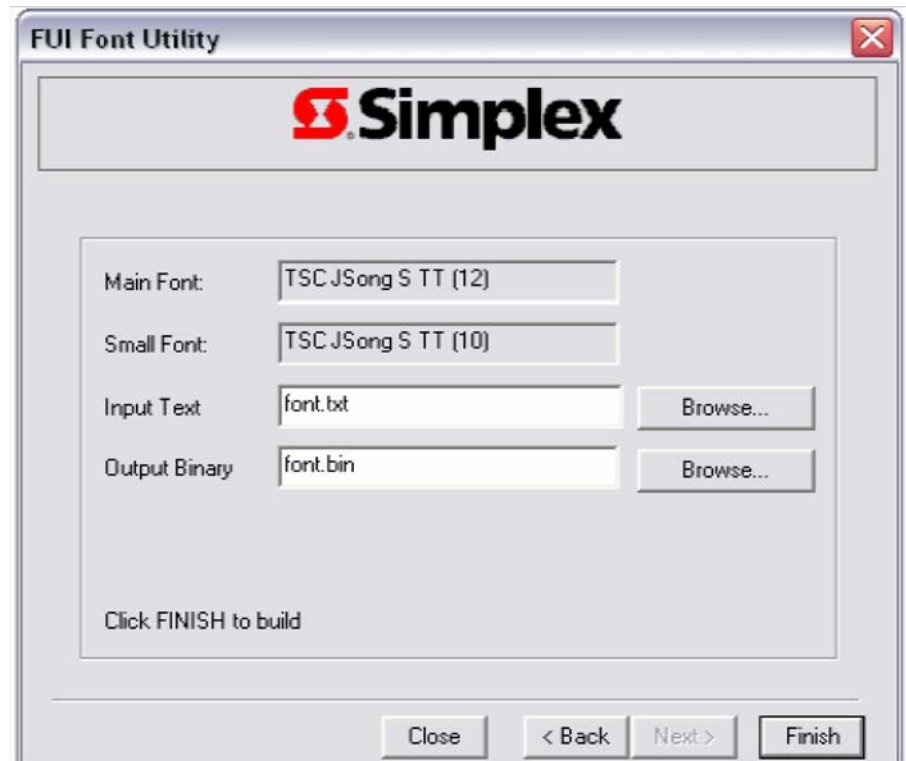 FUI Font Utility
Simplex
Main Font: TSC JSong S TT (12)
Small Font: TSC JSong S TT (10)
Input Text font.txt Browse...
Output Binary font.bin Browse...
Click FINISH to build
Close < Back Next > Finish